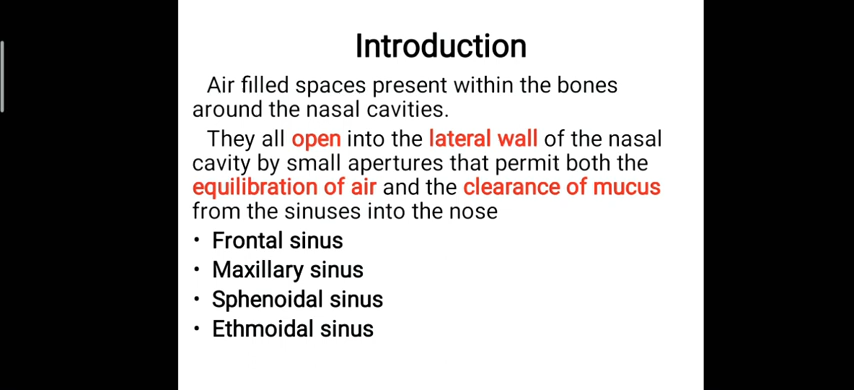 Introduction
Air filled spaces present within the bones
around the nasal cavities.
They all open into the lateral wall of the nasal
cavity by small apertures that permit both the
equilibration of air and the clearance of mucus
from the sinuses into the nose
• Frontal sinus
• Maxillary sinus
• Sphenoidal sinus
• Ethmoidal sinus